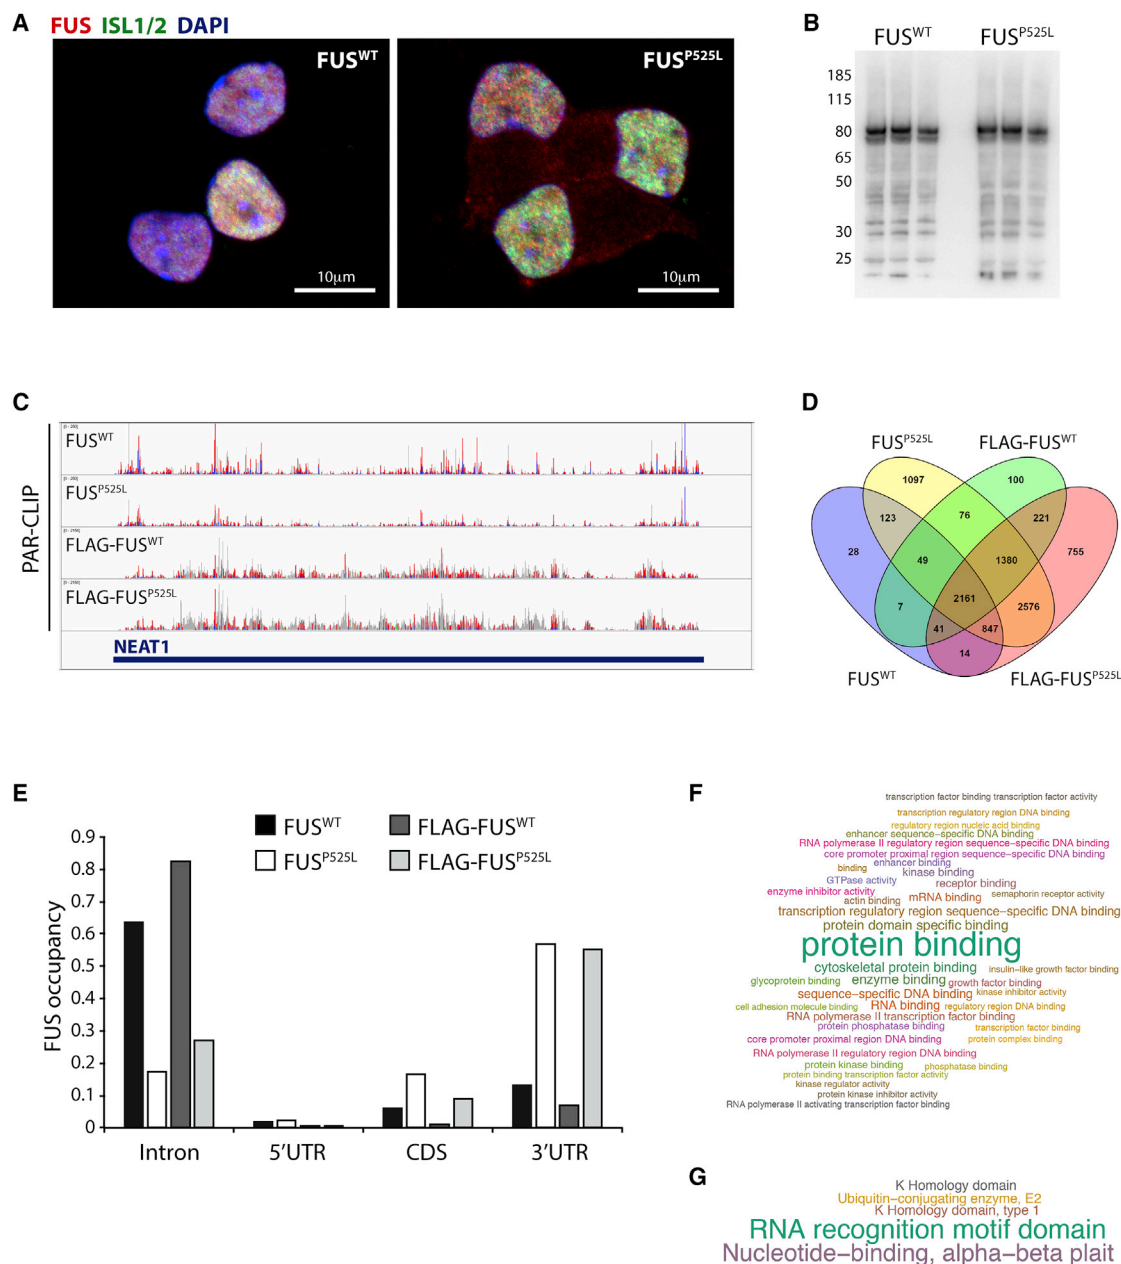 A
FUS ISL1/2 DAPI
FUSWT
10μm
FUSP525L
10μm
B
FUSWT
FUSP525L
185
115
80
65
50
30
25
C
PAR-CLIP
FUSWT
FUSP525L
FLAG-FUSWT
FLAG-FUSP525L
NEAT1
D
FUSP525L
FLAG-FUSWT
1097
100
123
76
221
28
49
1380
755
7
2161
2576
41
847
14
FUSWT
FLAG-FUSP525L
E
FUSWT
FLAG-FUSWT
FUSP525L
FLAG-FUSP525L
FUS occupancy
0.9
0.8
0.7
0.6
0.5
0.4
0.3
0.2
0.1
0
Intron
5′UTR
CDS
3′UTR
F
transcription factor binding transcription factor activity
transcription regulatory region DNA binding
regulatory region nucleic acid binding
enhancer sequence−specific DNA binding
RNA polymerase II regulatory region sequence−specific DNA binding
core promoter proximal region sequence−specific DNA binding
enhancer binding
binding
kinase binding
GTPase activity
receptor binding
enzyme inhibitor activity
semaphorin receptor activity
actin binding
mRNA binding
transcription regulatory region sequence−specific DNA binding
protein domain specific binding
protein binding
cytoskeletal protein binding
insulin−like growth factor binding
glycoprotein binding
enzyme binding
growth factor binding
sequence−specific DNA binding
kinase inhibitor activity
cell adhesion molecule binding
RNA binding
regulatory region DNA binding
RNA polymerase II transcription factor binding
protein phosphatase binding
transcription factor binding
core promoter proximal region DNA binding
protein complex binding
RNA polymerase II regulatory region DNA binding
protein kinase binding
phosphatase binding
protein binding transcription factor activity
kinase regulator activity
protein kinase inhibitor activity
RNA polymerase II activating transcription factor binding
G
K Homology domain
Ubiquitin−conjugating enzyme, E2
K Homology domain, type 1
RNA recognition motif domain
Nucleotide−binding, alpha−beta plait